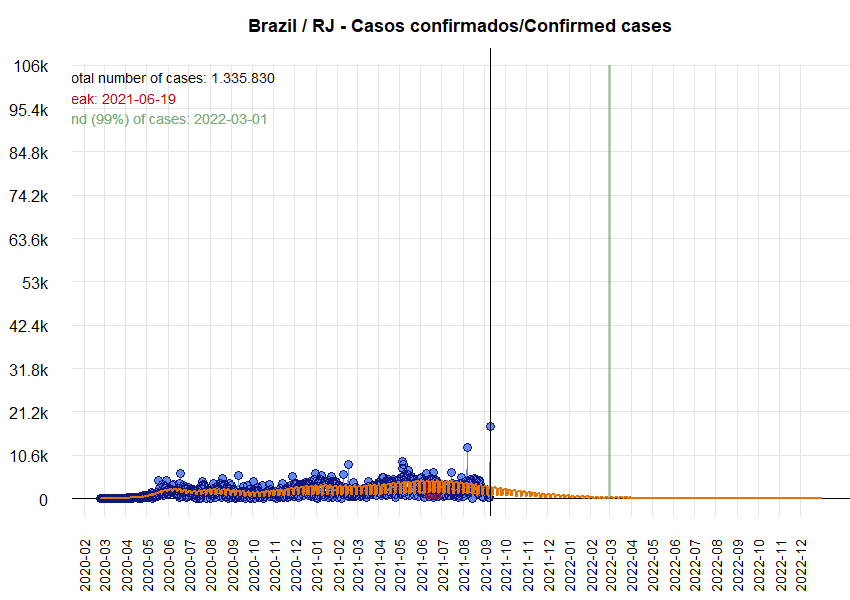 Brazil / RJ - Casos confirmados/Confirmed cases
otal number of cases: 1.335.830
eak: 2021-06-19
nd (99%) of cases: 2022-03-01
106k
95.4k
84.8k
74.2k
63.6k
53k
42.4k
31.8k
21.2k
10.6k
0
2020-02
2020-03
2020-04
2020-05
2020-06
2020-07
2020-08
2020-09
2020-10
2020-11
2020-12
2021-01
2021-02
2021-03
2021-04
2021-05
2021-06
2021-07
2021-08
2021-09
2021-10
2021-11
2021-12
2022-01
2022-02
2022-03
2022-04
2022-05
2022-06
2022-07
2022-08
2022-09
2022-10
2022-11
2022-12